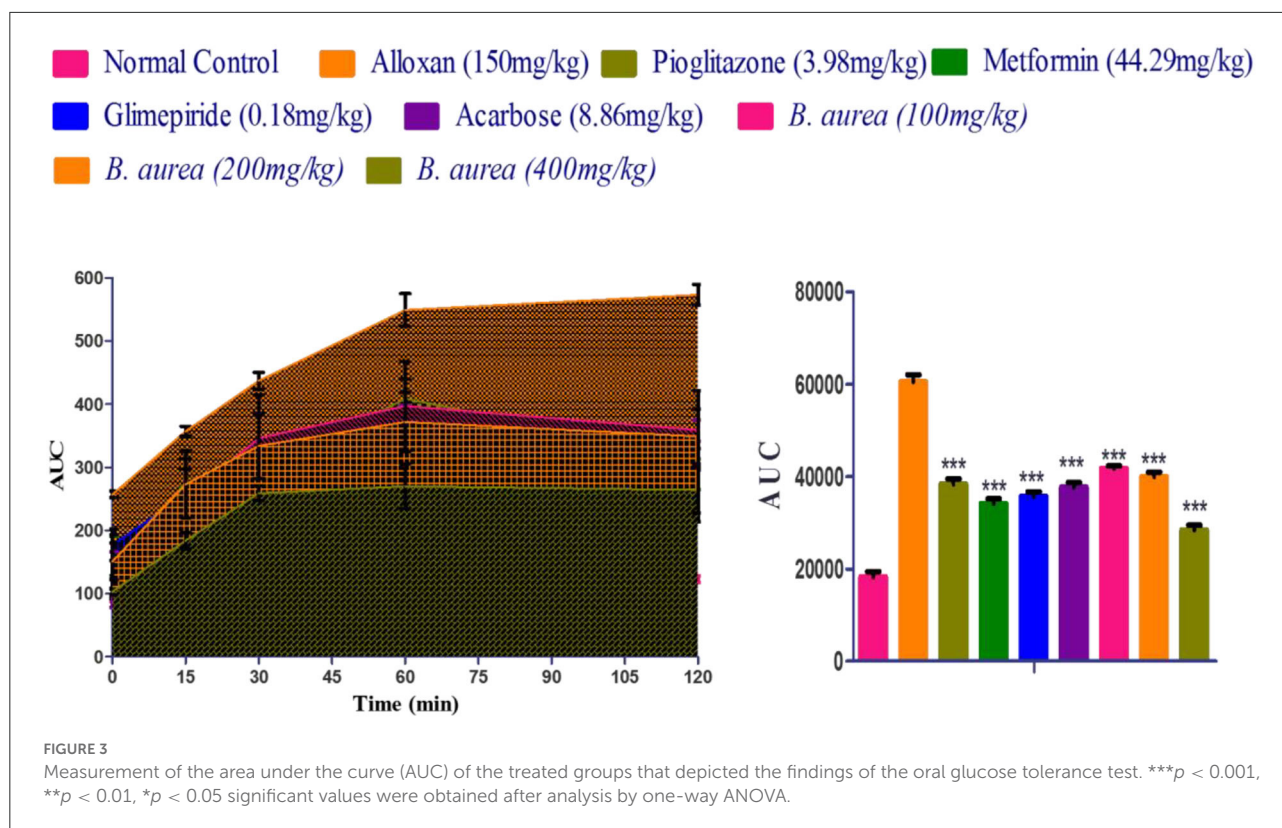 Normal Control Alloxan (150mg/kg) Pioglitazone (3.98mg/kg) Metformin (44.29mg/kg)
Glimepiride (0.18mg/kg) Acarbose (8.86mg/kg) B. aurea (100mg/kg)
B. aurea (200mg/kg) B. aurea (400mg/kg)
600
500
400
300
200
100
0
AUC
0 15 30 45 60 75 90 105 120
Time (min)
80000
60000
40000
20000
0
AUC
*** *** *** *** *** *** ***
FIGURE 3
Measurement of the area under the curve (AUC) of the treated groups that depicted the findings of the oral glucose tolerance test. ***p < 0.001,
**p < 0.01, *p < 0.05 significant values were obtained after analysis by one-way ANOVA.